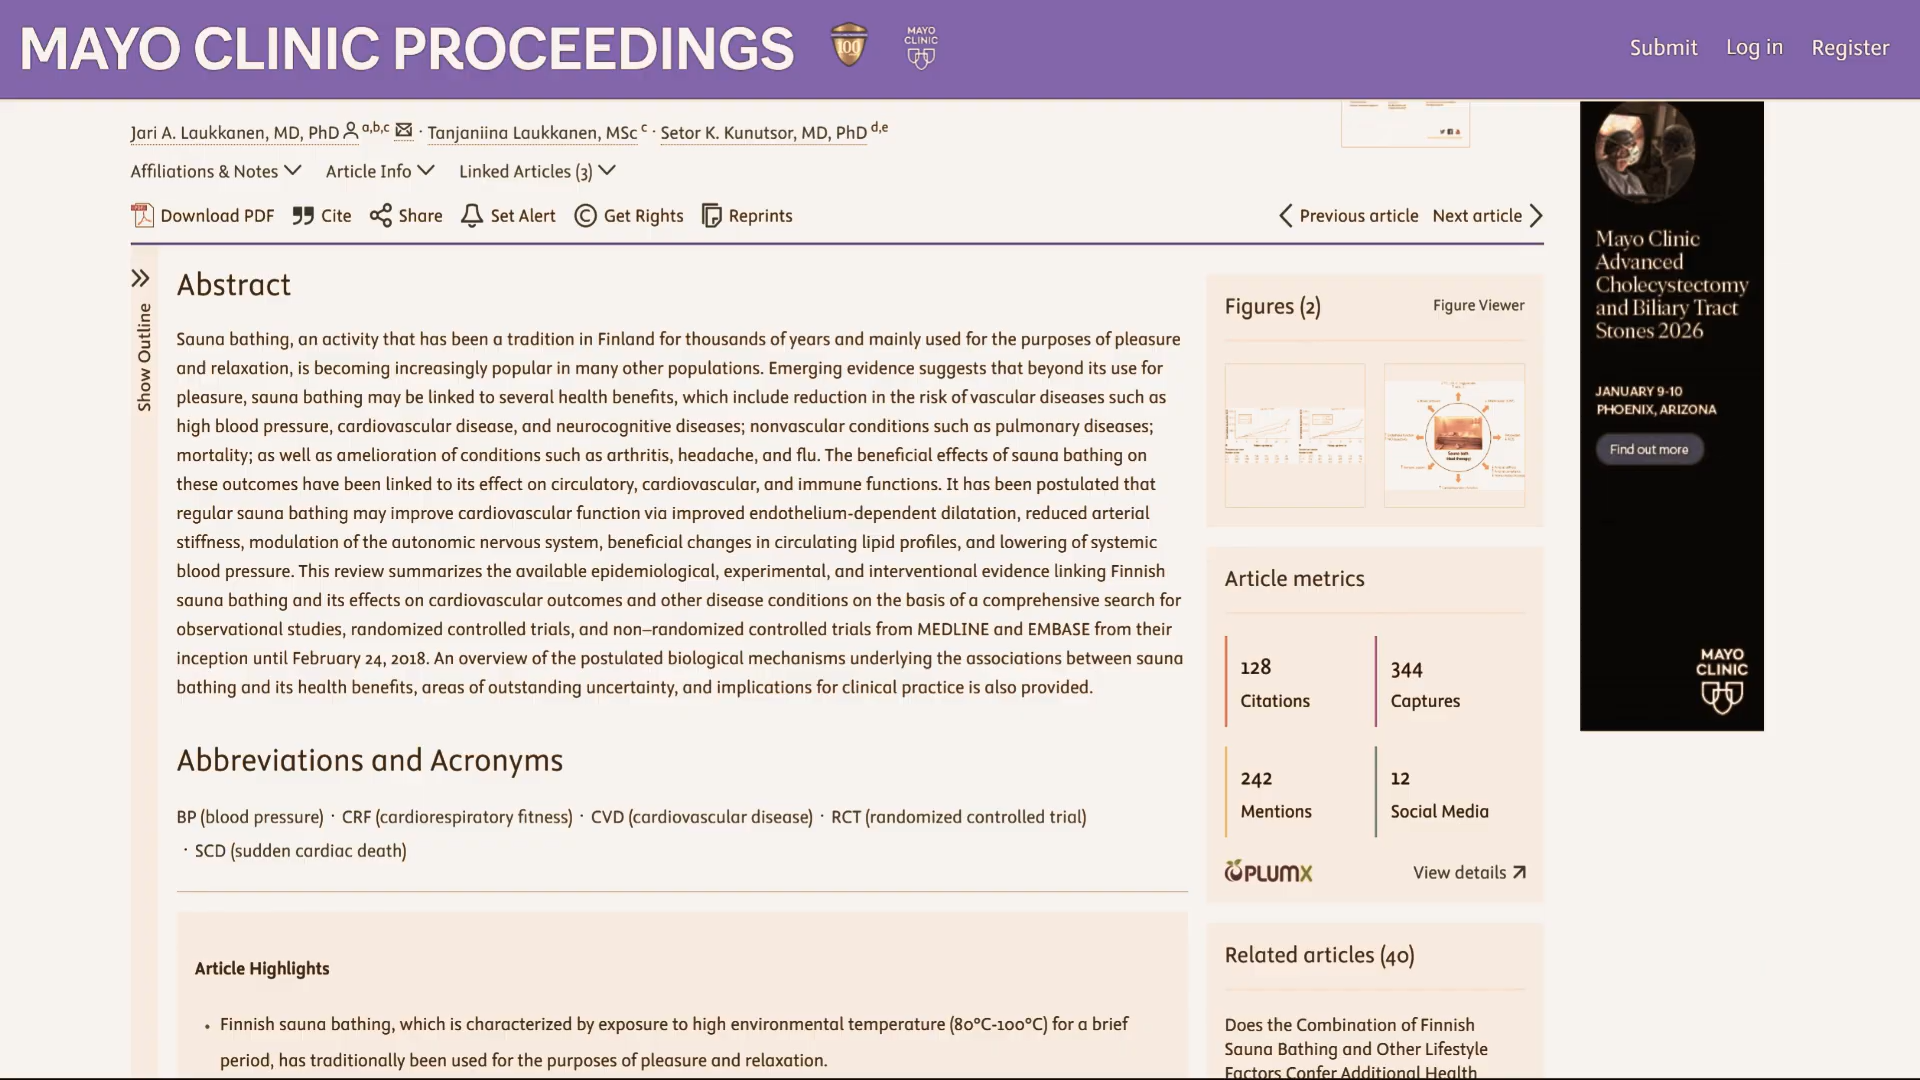 MAYO CLINIC PROCEEDINGS
100
MAYO
CLINIC
Submit
Log in
Register
Jari A. Laukkanen, MD, PhD a,b,c · Tanjaniina Laukkanen, MSc c · Setor K. Kunutsor, MD, PhD d,e
Affiliations & Notes
Article Info
Linked Articles (3)
Download PDF
Cite
Share
Set Alert
Get Rights
Reprints
Previous article
Next article
Show Outline
Abstract
Sauna bathing, an activity that has been a tradition in Finland for thousands of years and mainly used for the purposes of pleasure
and relaxation, is becoming increasingly popular in many other populations. Emerging evidence suggests that beyond its use for
pleasure, sauna bathing may be linked to several health benefits, which include reduction in the risk of vascular diseases such as
high blood pressure, cardiovascular disease, and neurocognitive diseases; nonvascular conditions such as pulmonary diseases;
mortality; as well as amelioration of conditions such as arthritis, headache, and flu. The beneficial effects of sauna bathing on
these outcomes have been linked to its effect on circulatory, cardiovascular, and immune functions. It has been postulated that
regular sauna bathing may improve cardiovascular function via improved endothelium-dependent dilatation, reduced arterial
stiffness, modulation of the autonomic nervous system, beneficial changes in circulating lipid profiles, and lowering of systemic
blood pressure. This review summarizes the available epidemiological, experimental, and interventional evidence linking Finnish
sauna bathing and its effects on cardiovascular outcomes and other disease conditions on the basis of a comprehensive search for
observational studies, randomized controlled trials, and non–randomized controlled trials from MEDLINE and EMBASE from their
inception until February 24, 2018. An overview of the postulated biological mechanisms underlying the associations between sauna
bathing and its health benefits, areas of outstanding uncertainty, and implications for clinical practice is also provided.
Abbreviations and Acronyms
BP (blood pressure) · CRF (cardiorespiratory fitness) · CVD (cardiovascular disease) · RCT (randomized controlled trial)
· SCD (sudden cardiac death)
Article Highlights
• Finnish sauna bathing, which is characterized by exposure to high environmental temperature (80°C-100°C) for a brief
period, has traditionally been used for the purposes of pleasure and relaxation.
Figures (2)
Figure Viewer
Article metrics
128
Citations
344
Captures
242
Mentions
12
Social Media
PLUMX
View details
Related articles (40)
Does the Combination of Finnish
Sauna Bathing and Other Lifestyle
Factors Confer Additional Health
Mayo Clinic
Advanced
Cholecystectomy
and Biliary Tract
Stones 2026
JANUARY 9-10
PHOENIX, ARIZONA
Find out more
MAYO
CLINIC